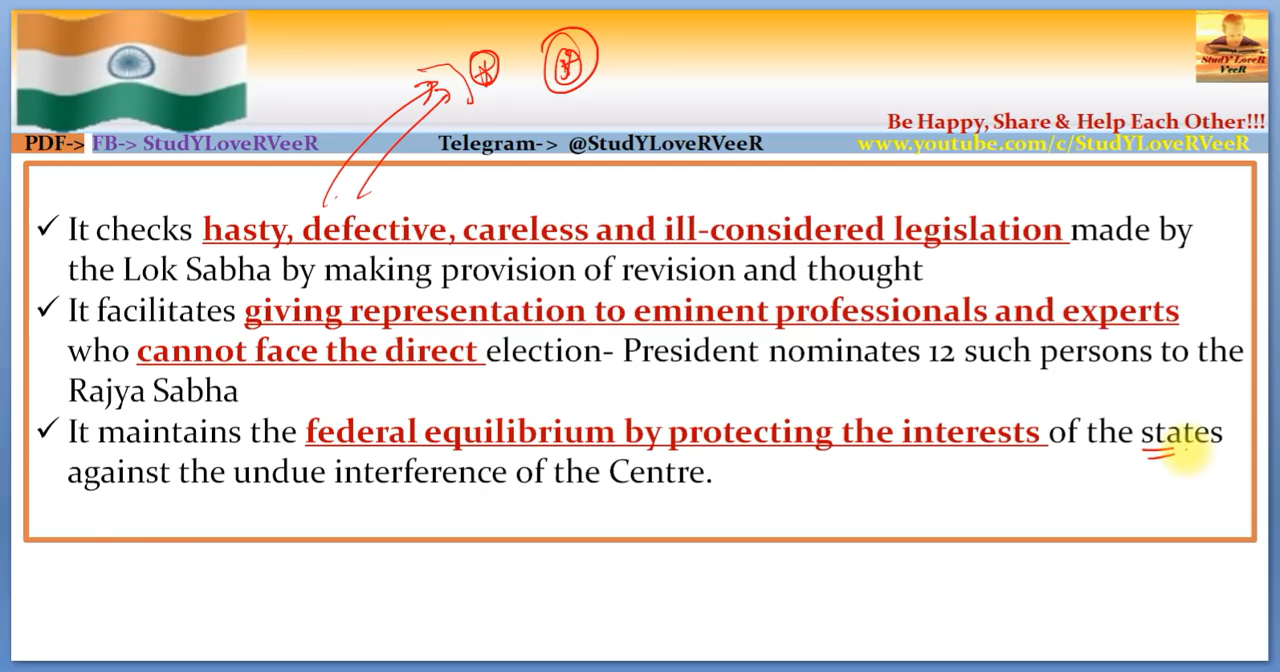 StudY LoveR
VeeR
Be Happy, Share & Help Each Other!!!
PDF-> FB-> StudYLoveRVeeR Telegram-> @StudYLoveRVeeR www.youtube.com/c/StudYLoveRVeeR
✓ It checks hasty, defective, careless and ill-considered legislation made by
the Lok Sabha by making provision of revision and thought
✓ It facilitates giving representation to eminent professionals and experts
who cannot face the direct election- President nominates 12 such persons to the
Rajya Sabha
✓ It maintains the federal equilibrium by protecting the interests of the states
against the undue interference of the Centre.